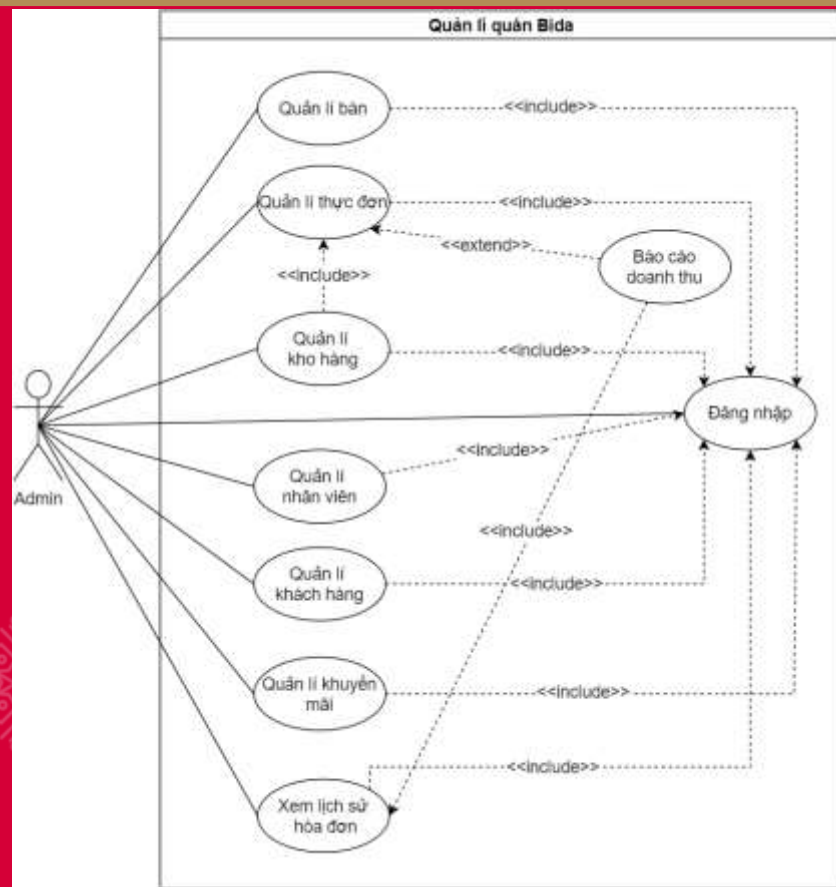 Quản lí quán Bida
Quản lí bàn
<<include>>
Quản lí thực đơn
<<include>>
<<extend>>
Báo cáo
doanh thu
<<include>>
Quản lí
kho hàng
<<include>>
Đăng nhập
Admin
Quản lí
nhân viên
<<include>>
<<include>>
Quản lí
khách hàng
<<include>>
Quản lí khuyến
mãi
<<include>>
<<include>>
Xem lịch sử
hóa đơn